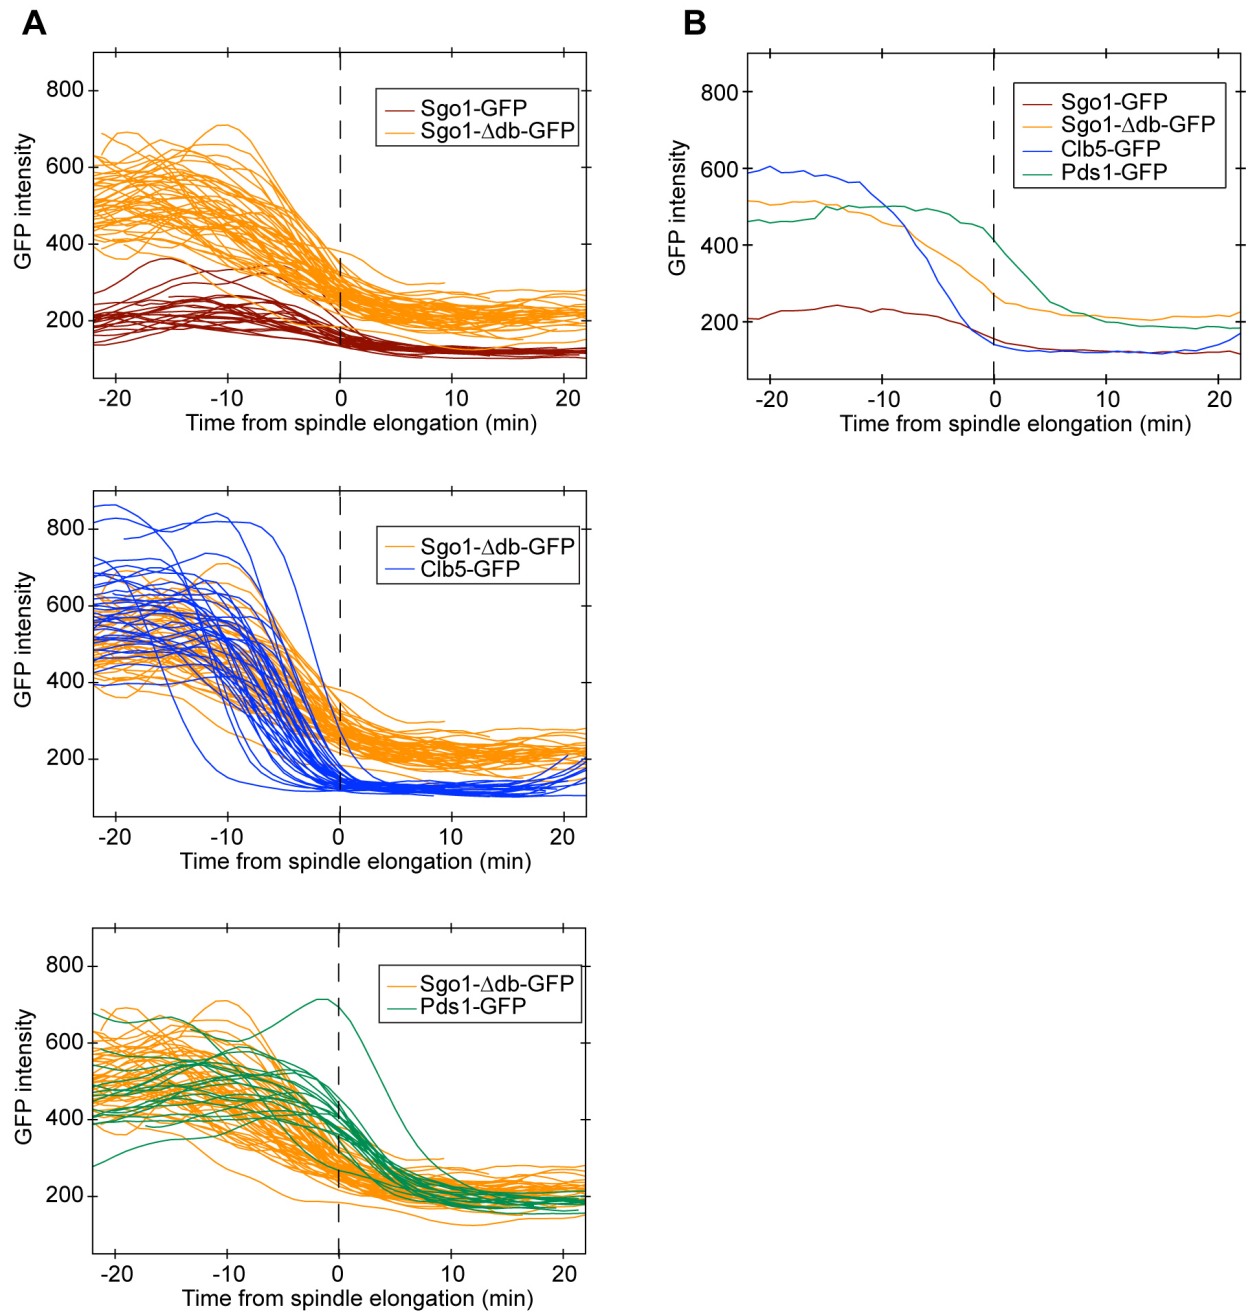 A
800
600
400
200
GFP intensity
Sgo1-GFP
Sgo1-Δdb-GFP
-20 -10 0 10 20
Time from spindle elongation (min)
B
800
600
400
200
GFP intensity
Sgo1-GFP
Sgo1-Δdb-GFP
Clb5-GFP
Pds1-GFP
-20 -10 0 10 20
Time from spindle elongation (min)
800
600
400
200
GFP intensity
Sgo1-Δdb-GFP
Clb5-GFP
-20 -10 0 10 20
Time from spindle elongation (min)
800
600
400
200
GFP intensity
Sgo1-Δdb-GFP
Pds1-GFP
-20 -10 0 10 20
Time from spindle elongation (min)